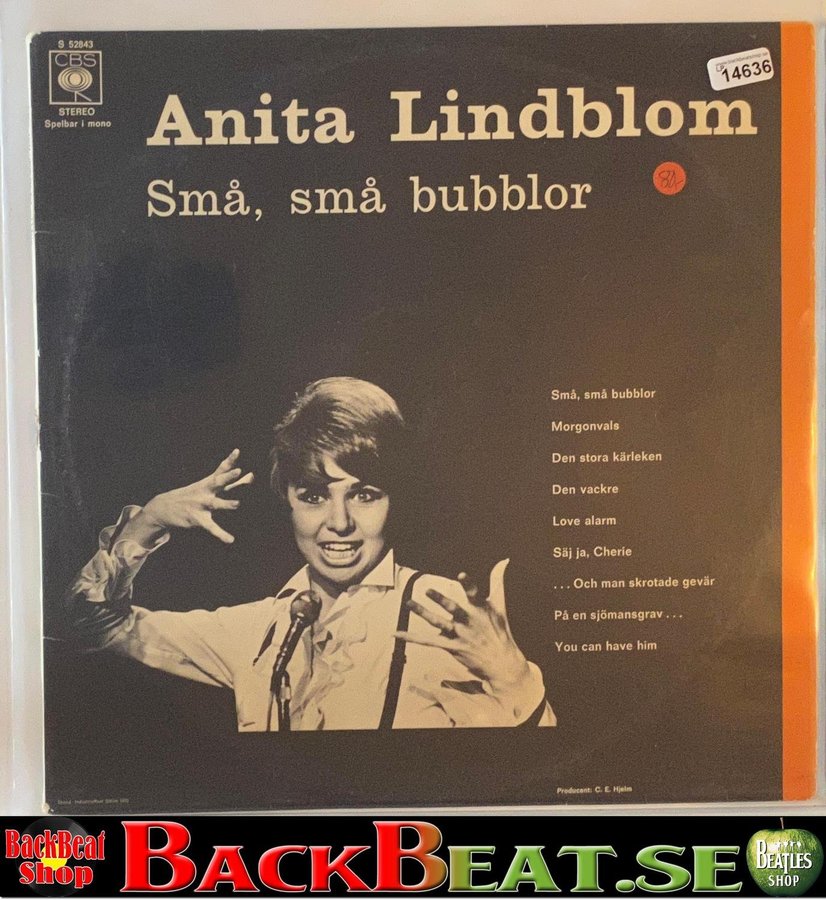 S 52843
CBS
STEREO
Spelbar i mono
14636
Anita Lindblom
Små, små bubblor
80,-
Små, små bubblor
Morgonvals
Den stora kärleken
Den vackre
Love alarm
Säj ja, Cherie
...Och man skrotade gevär
På en sjömansgrav...
You can have him
Producent: C. E. Hjelm
BackBeat
Shop
BACKBEAT.SE
BEATLES
SHOP